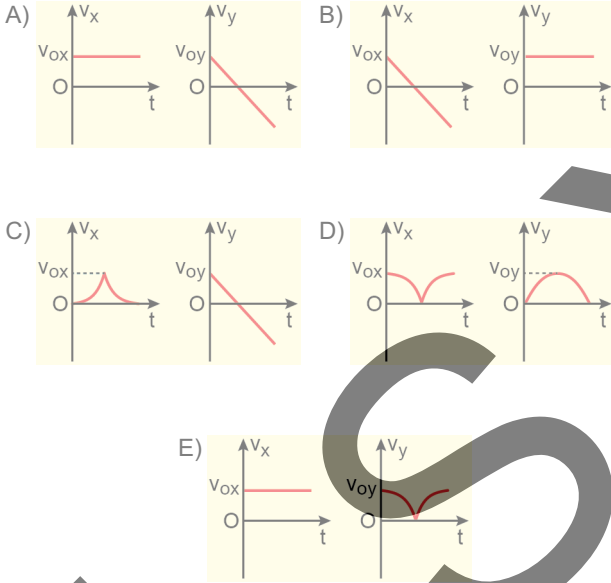 A) vx vox O t vy voy O t
B) vx vox O t vy voy O t
C) vx vox O t vy voy O t
D) vx vox O t vy voy O t
E) vx vox O t vy voy O t